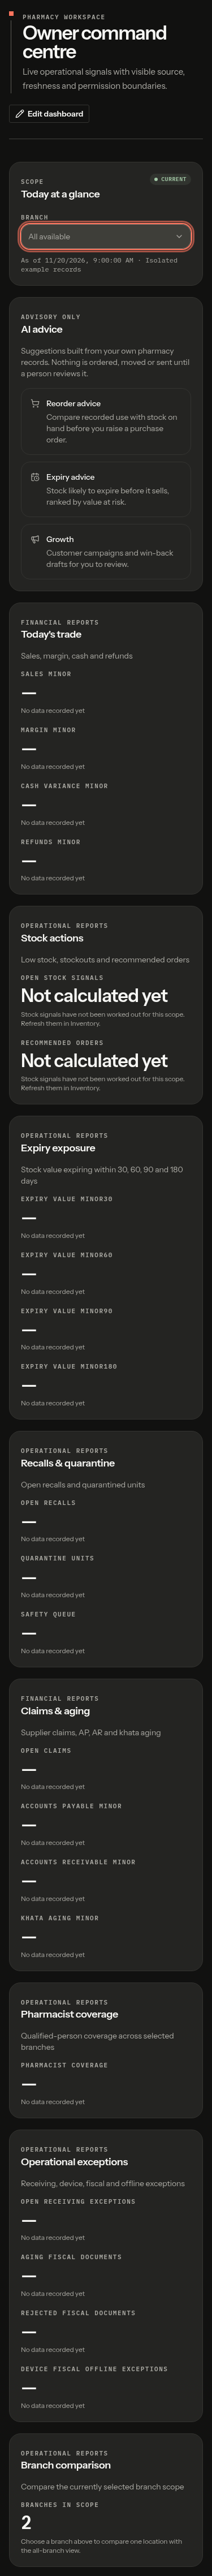 PHARMACY WORKSPACE
Owner command
centre
Live operational signals with visible source,
freshness and permission boundaries.
Edit dashboard
SCOPE
CURRENT
Today at a glance
BRANCH
All available
As of 11/20/2026, 9:00:00 AM · Isolated
example records
ADVISORY ONLY
AI advice
Suggestions built from your own pharmacy
records. Nothing is ordered, moved or sent until
a person reviews it.
Reorder advice
Compare recorded use with stock on
hand before you raise a purchase
order.
Expiry advice
Stock likely to expire before it sells,
ranked by value at risk.
Growth
Customer campaigns and win-back
drafts for you to review.
FINANCIAL REPORTS
Today's trade
Sales, margin, cash and refunds
SALES MINOR
—
No data recorded yet
MARGIN MINOR
—
No data recorded yet
CASH VARIANCE MINOR
—
No data recorded yet
REFUNDS MINOR
—
No data recorded yet
OPERATIONAL REPORTS
Stock actions
Low stock, stockouts and recommended orders
OPEN STOCK SIGNALS
Not calculated yet
Stock signals have not been worked out for this scope.
Refresh them in Inventory.
RECOMMENDED ORDERS
Not calculated yet
Stock signals have not been worked out for this scope.
Refresh them in Inventory.
OPERATIONAL REPORTS
Expiry exposure
Stock value expiring within 30, 60, 90 and 180
days
EXPIRY VALUE MINOR30
—
No data recorded yet
EXPIRY VALUE MINOR60
—
No data recorded yet
EXPIRY VALUE MINOR90
—
No data recorded yet
EXPIRY VALUE MINOR180
—
No data recorded yet
OPERATIONAL REPORTS
Recalls & quarantine
Open recalls and quarantined units
OPEN RECALLS
—
No data recorded yet
QUARANTINE UNITS
—
No data recorded yet
SAFETY QUEUE
—
No data recorded yet
FINANCIAL REPORTS
Claims & aging
Supplier claims, AP, AR and khata aging
OPEN CLAIMS
—
No data recorded yet
ACCOUNTS PAYABLE MINOR
—
No data recorded yet
ACCOUNTS RECEIVABLE MINOR
—
No data recorded yet
KHATA AGING MINOR
—
No data recorded yet
OPERATIONAL REPORTS
Pharmacist coverage
Qualified-person coverage across selected
branches
PHARMACIST COVERAGE
—
No data recorded yet
OPERATIONAL REPORTS
Operational exceptions
Receiving, device, fiscal and offline exceptions
OPEN RECEIVING EXCEPTIONS
—
No data recorded yet
AGING FISCAL DOCUMENTS
—
No data recorded yet
REJECTED FISCAL DOCUMENTS
—
No data recorded yet
DEVICE FISCAL OFFLINE EXCEPTIONS
—
No data recorded yet
OPERATIONAL REPORTS
Branch comparison
Compare the currently selected branch scope
BRANCHES IN SCOPE
2
Choose a branch above to compare one location with
the all-branch view.